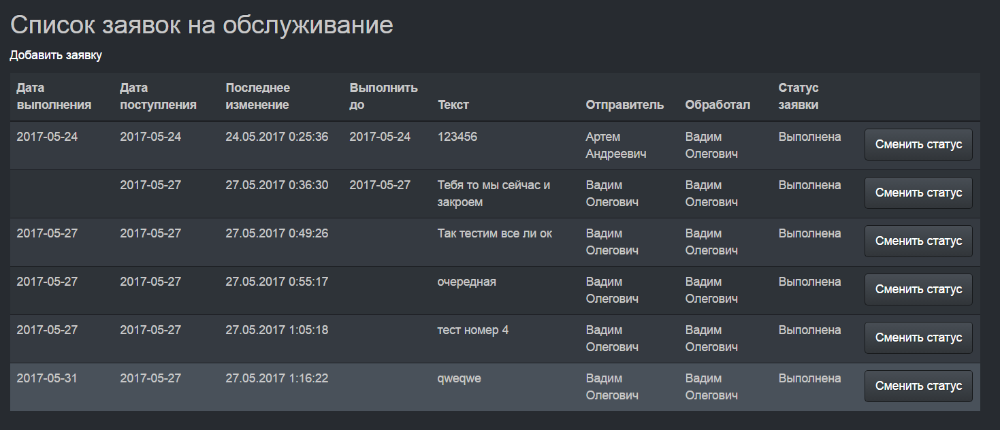 Список заявок на обслуживание
Добавить заявку
Дата выполнения Дата поступления Последнее изменение Выполнить до Текст Отправитель Обработал Статус заявки
2017-05-24 2017-05-24 24.05.2017 0:25:36 2017-05-24 123456 Артем Андреевич Вадим Олегович Выполнена Сменить статус
2017-05-27 27.05.2017 0:36:30 2017-05-27 Тебя то мы сейчас и закроем Вадим Олегович Вадим Олегович Выполнена Сменить статус
2017-05-27 2017-05-27 27.05.2017 0:49:26 Так тестим все ли ок Вадим Олегович Вадим Олегович Выполнена Сменить статус
2017-05-27 2017-05-27 27.05.2017 0:55:17 очередная Вадим Олегович Вадим Олегович Выполнена Сменить статус
2017-05-27 2017-05-27 27.05.2017 1:05:18 тест номер 4 Вадим Олегович Вадим Олегович Выполнена Сменить статус
2017-05-31 2017-05-27 27.05.2017 1:16:22 qweqwe Вадим Олегович Вадим Олегович Выполнена Сменить статус